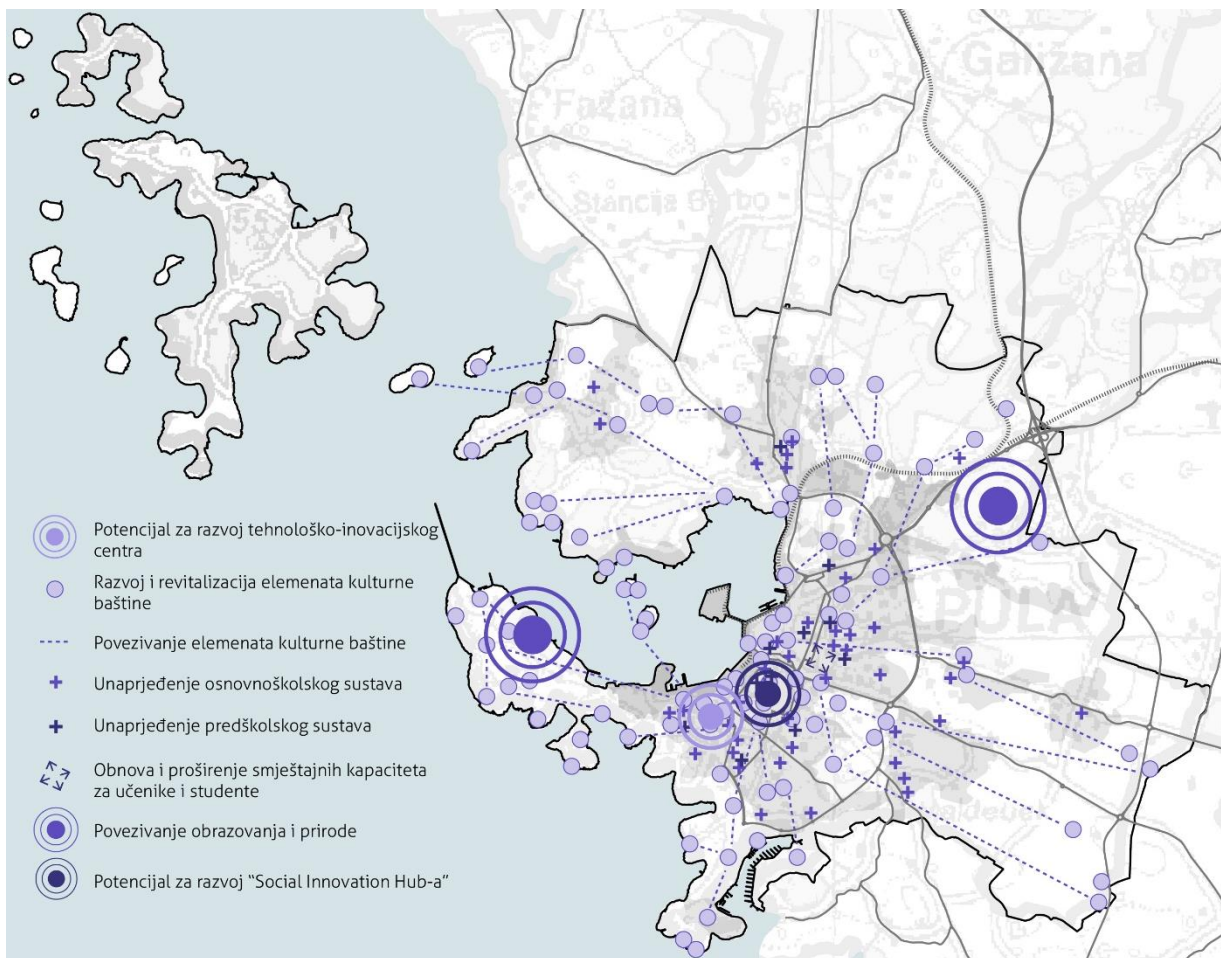 Galižana
Fažana
Stancija
55
PULA
Potencijal za razvoj tehnološko-inovacijskog
centra
Razvoj i revitalizacija elemenata kulturne
baštine
Povezivanje elemenata kulturne baštine
Unaprjeđenje osnovnoškolskog sustava
Unaprjeđenje predškolskog sustava
Obnova i proširenje smještajnih kapaciteta
za učenike i studente
Povezivanje obrazovanja i prirode
Potencijal za razvoj “Social Innovation Hub-a”